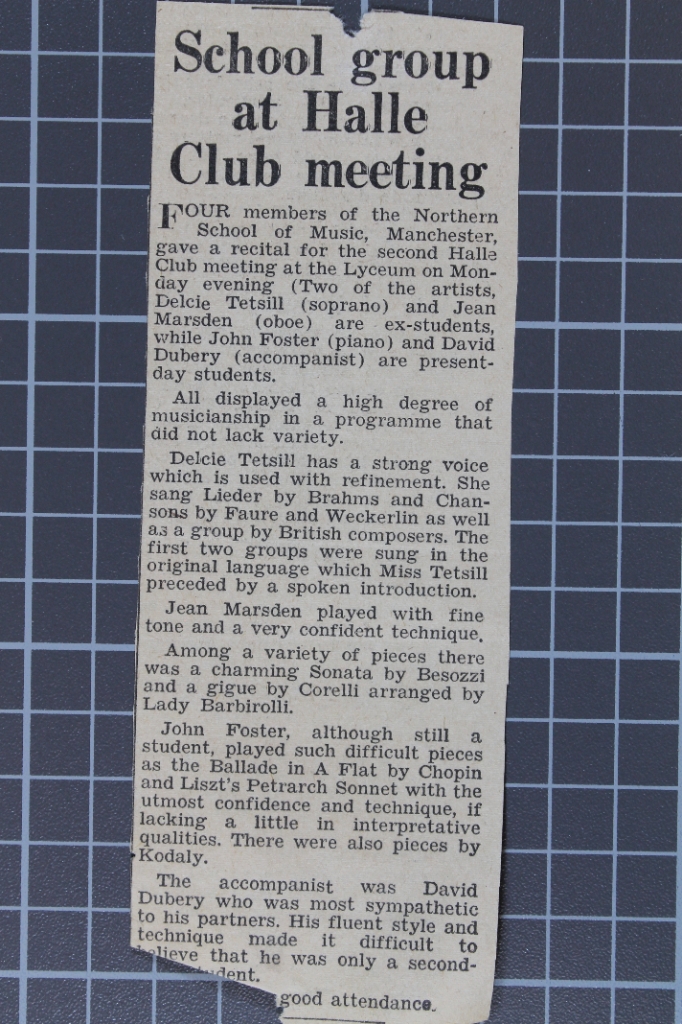 School group
at Halle
Club meeting
FOUR members of the Northern
School of Music, Manchester,
gave a recital for the second Halle
Club meeting at the Lyceum on Mon-
day evening (Two of the artists,
Delcie Tetsill (soprano) and Jean
Marsden (oboe) are ex-students,
while John Foster (piano) and David
Dubery (accompanist) are present-
day students.
All displayed a high degree of
musicianship in a programme that
did not lack variety.
Delcie Tetsill has a strong voice
which is used with refinement. She
sang Lieder by Brahms and Chan-
sons by Faure and Weckerlin as well
as a group by British composers. The
first two groups were sung in the
original language which Miss Tetsill
preceded by a spoken introduction.
Jean Marsden played with fine
tone and a very confident technique.
Among a variety of pieces there
was a charming Sonata by Besozzi
and a gigue by Corelli arranged by
Lady Barbirolli.
John Foster, although still a
student, played such difficult pieces
as the Ballade in A Flat by Chopin
and Liszt's Petrarch Sonnet with the
utmost confidence and technique, if
lacking a little in interpretative
qualities. There were also pieces by
Kodaly.
The accompanist was David
Dubery who was most sympathetic
to his partners. His fluent style and
technique made it difficult to
believe that he was only a second-
good attendance.